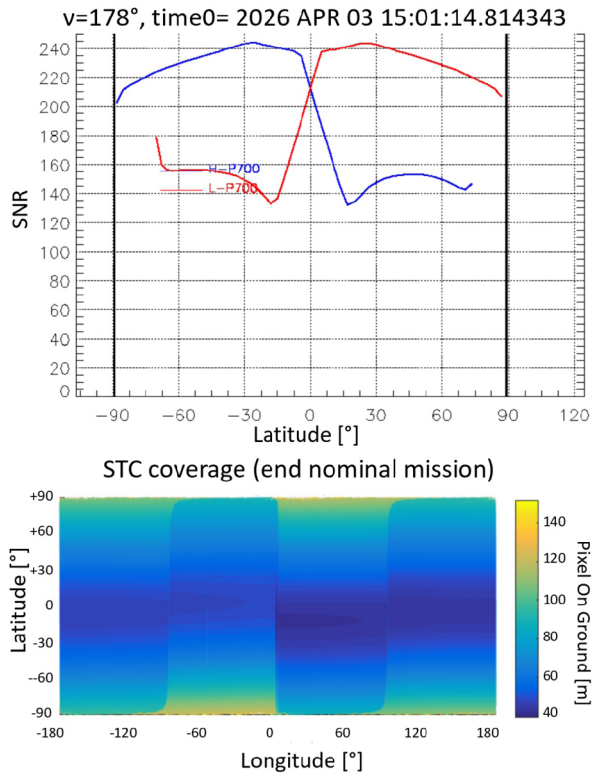 ν=178°, time0= 2026 APR 03 15:01:14.814343
240
220
200
180
160
140
120
100
80
60
40
20
0
SNR
H-P700
L-P700
-90 -60 -30 0 30 60 90 120
Latitude [°]
STC coverage (end nominal mission)
+90
+60
+30
0
-30
--60
-90
Latitude [°]
-180 -120 -60 0 60 120 180
Longitude [°]
140
120
100
80
60
40
Pixel On Ground [m]